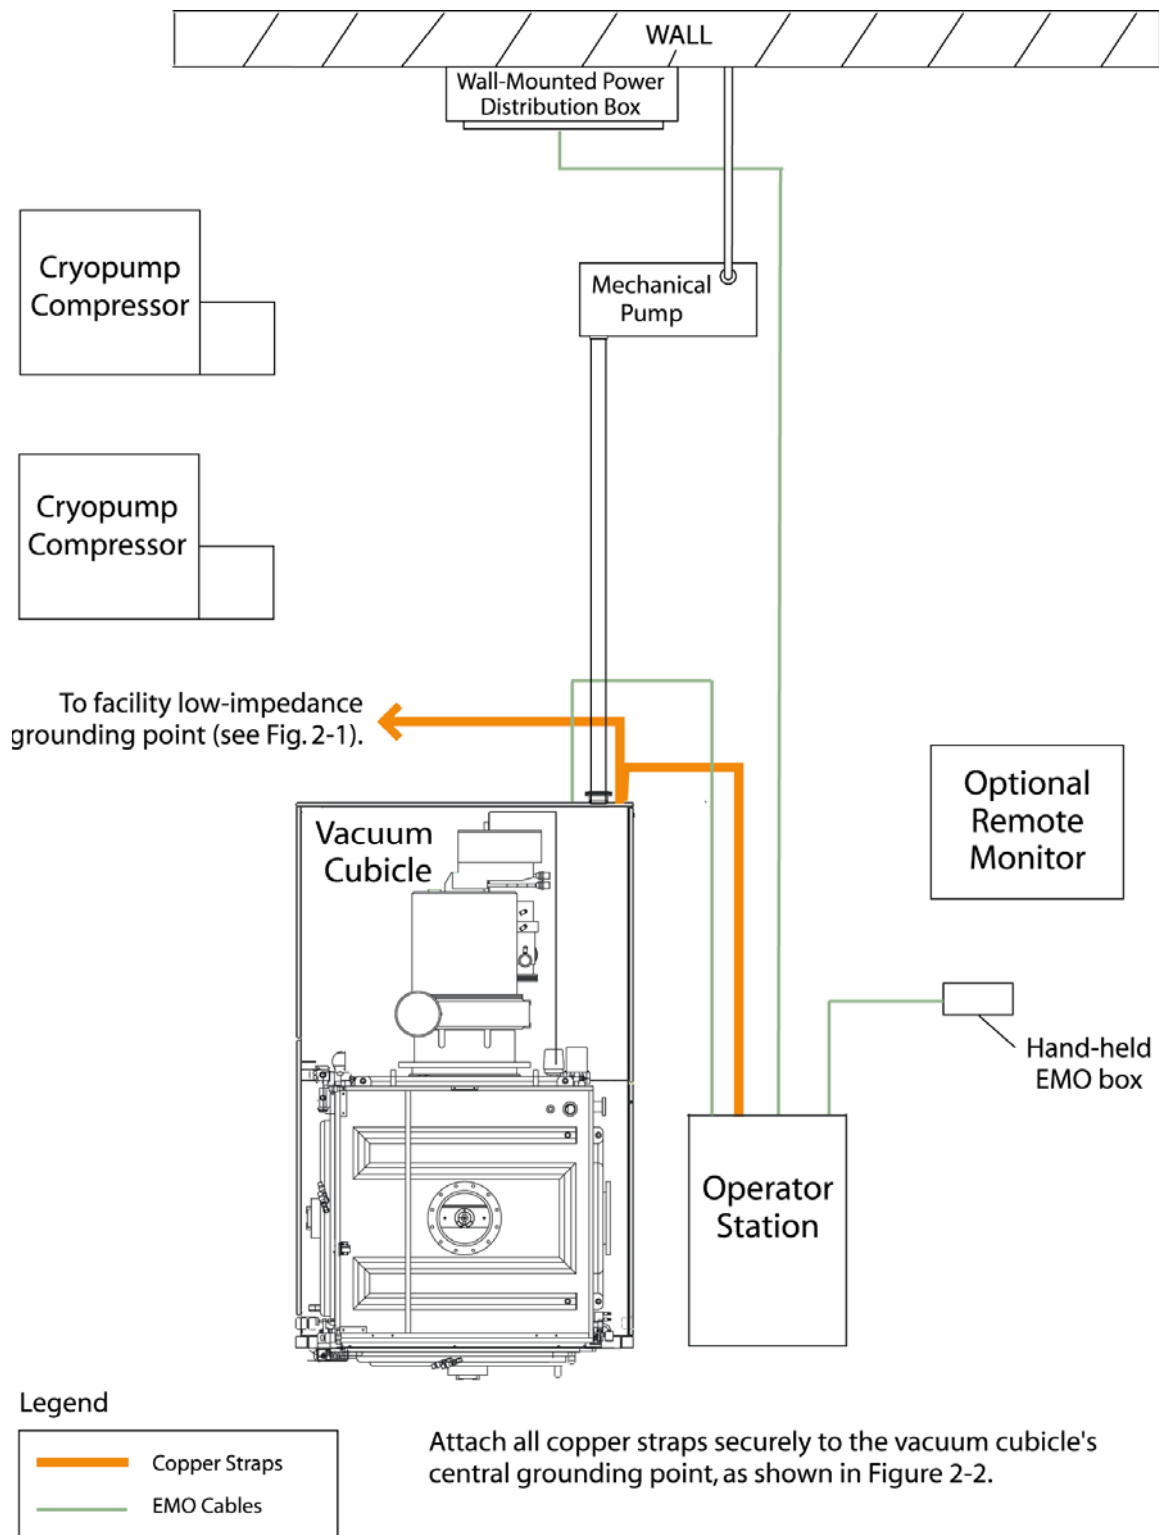 WALL
Wall-Mounted Power
Distribution Box
Cryopump
Compressor
Mechanical
Pump
Cryopump
Compressor
To facility low-impedance
grounding point (see Fig. 2-1).
Optional
Remote
Monitor
Vacuum
Cubicle
Hand-held
EMO box
Operator
Station
Legend
Copper Straps
EMO Cables
Attach all copper straps securely to the vacuum cubicle's
central grounding point, as shown in Figure 2-2.